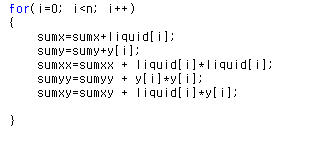 for(i=0; i<n; i++)
{
sumx=sumx+liquid[i];
sumy=sumy+y[i];
sumxx=sumxx + liquid[i]*liquid[i];
sumyy=sumyy + y[i]*y[i];
sumxy=sumxy + liquid[i]*y[i];
}